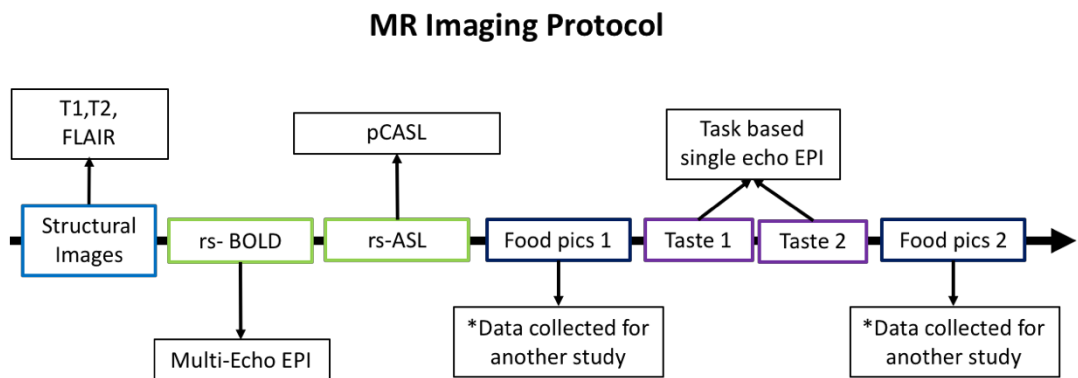 MR Imaging Protocol
T1,T2,
FLAIR
pCASL
Task based
single echo EPI
Structural
Images
rs- BOLD
rs-ASL
Food pics 1
Taste 1
Taste 2
Food pics 2
Multi-Echo EPI
*Data collected for
another study
*Data collected for
another study